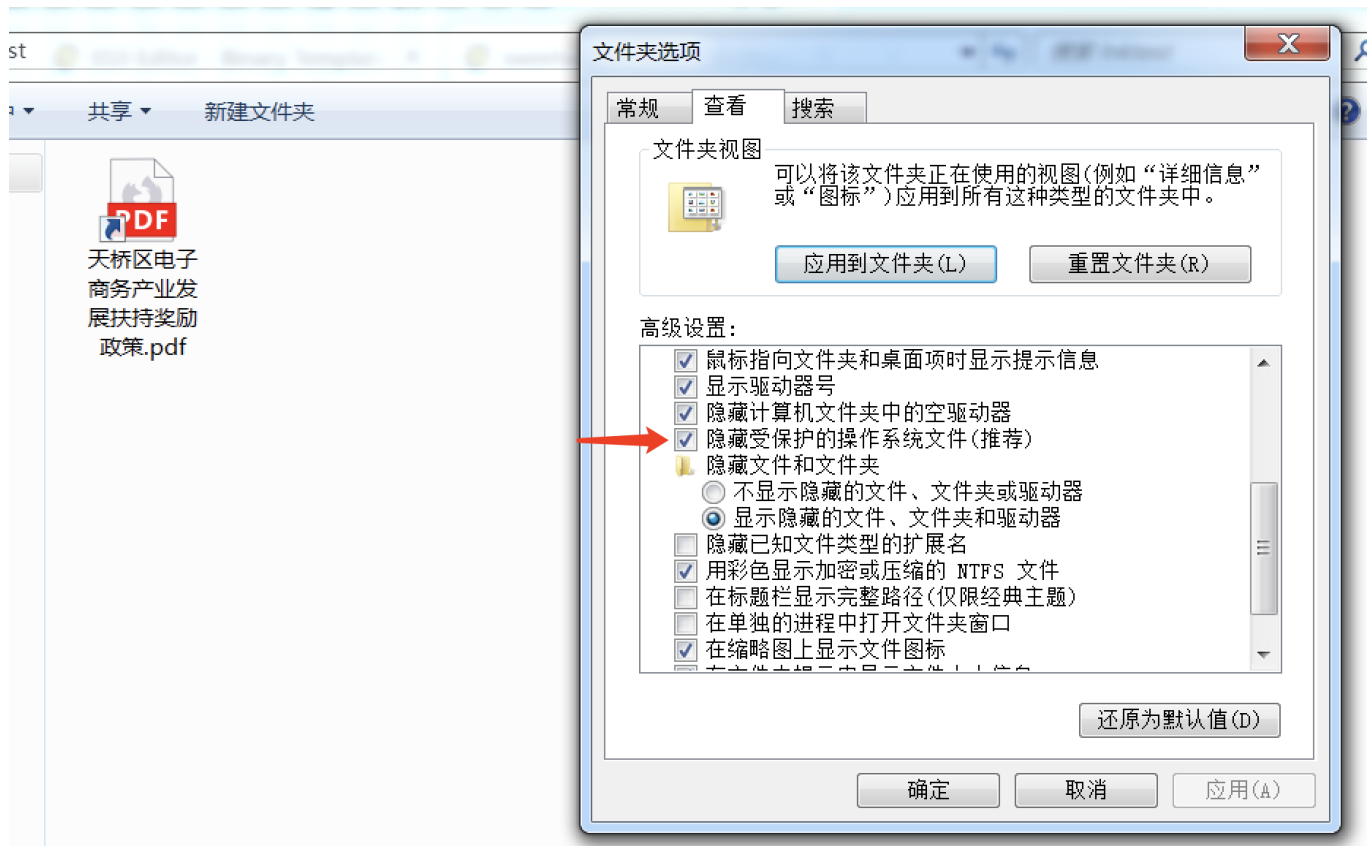 文件夹选项
st
共享
新建文件夹
常规
查看
搜索
PDF
天桥区电子
商务产业发
展扶持奖励
政策.pdf
文件夹视图
可以将该文件夹正在使用的视图(例如“详细信息”
或“图标”)应用到所有这种类型的文件夹中。
应用到文件夹(L)
重置文件夹(R)
高级设置:
鼠标指向文件夹和桌面项时显示提示信息
显示驱动器号
隐藏计算机文件夹中的空驱动器
隐藏受保护的操作系统文件(推荐)
隐藏文件和文件夹
不显示隐藏的文件、文件夹或驱动器
显示隐藏的文件、文件夹和驱动器
隐藏已知文件类型的扩展名
用彩色显示加密或压缩的 NTFS 文件
在标题栏显示完整路径(仅限经典主题)
在单独的进程中打开文件夹窗口
在缩略图上显示文件图标
还原为默认值(D)
确定
取消
应用(A)